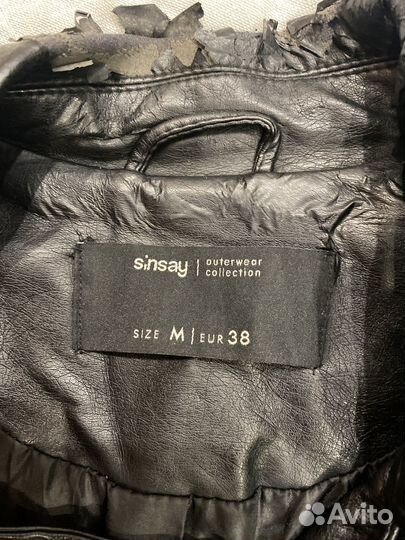 sinsay | outerwear
collection
SIZE M | EUR 38
Avito